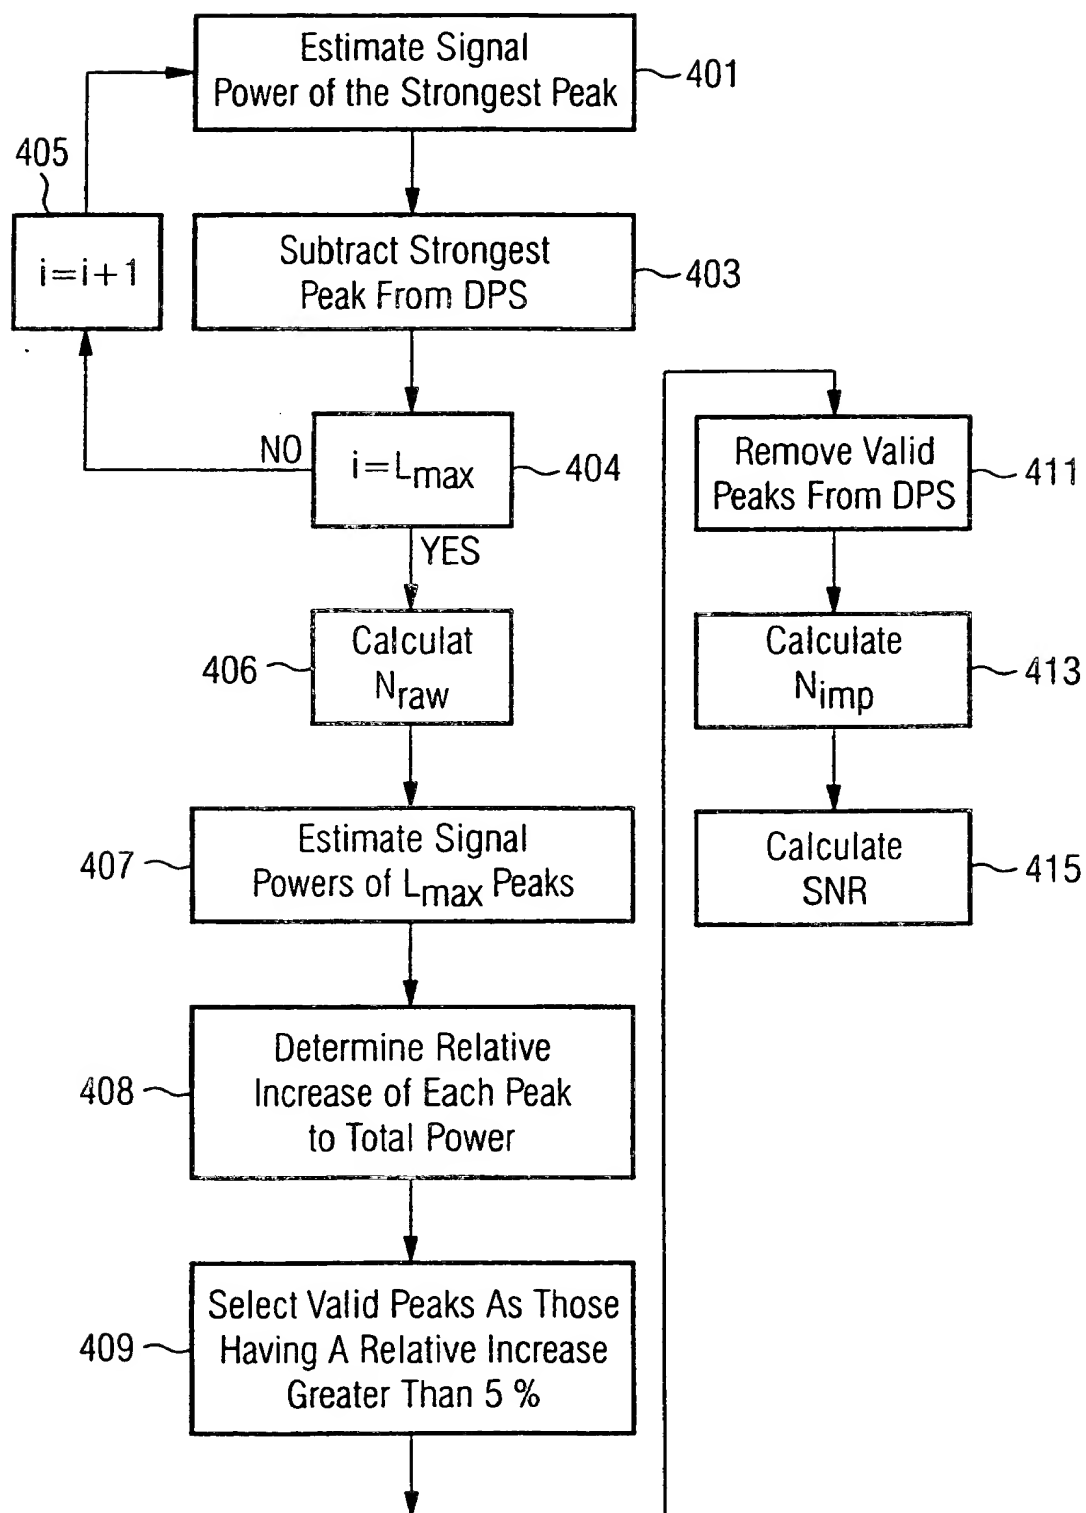 Estimate Signal
Power of the Strongest Peak
401
405
i=i+1
Subtract Strongest
Peak From DPS
403
NO
i=Lmax
404
YES
Calculat
Nraw
406
Estimate Signal
Powers of Lmax Peaks
407
Determine Relative
Increase of Each Peak
to Total Power
408
Select Valid Peaks As Those
Having A Relative Increase
Greater Than 5 %
409
Remove Valid
Peaks From DPS
411
Calculate
Nimp
413
Calculate
SNR
415